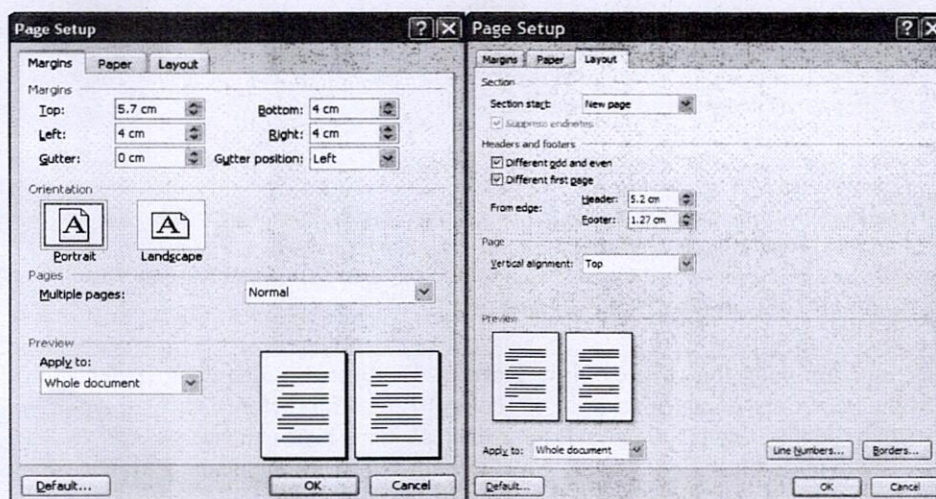 Page Setup
Margins Paper Layout
Margins
Top: 5.7 cm Bottom: 4 cm
Left: 4 cm Right: 4 cm
Gutter: 0 cm Gutter position: Left
Orientation
A A
Portrait Landscape
Pages
Multiple pages: Normal
Preview
Apply to:
Whole document
Default... OK Cancel
Page Setup
Margins Paper Layout
Section
Section start: New page
Suppress endnotes
Headers and footers
Different odd and even
Different first page
From edge: Header: 5.2 cm
Footer: 1.27 cm
Page
Vertical alignment: Top
Preview
Apply to: Whole document Line Numbers... Borders...
Default... OK Cancel